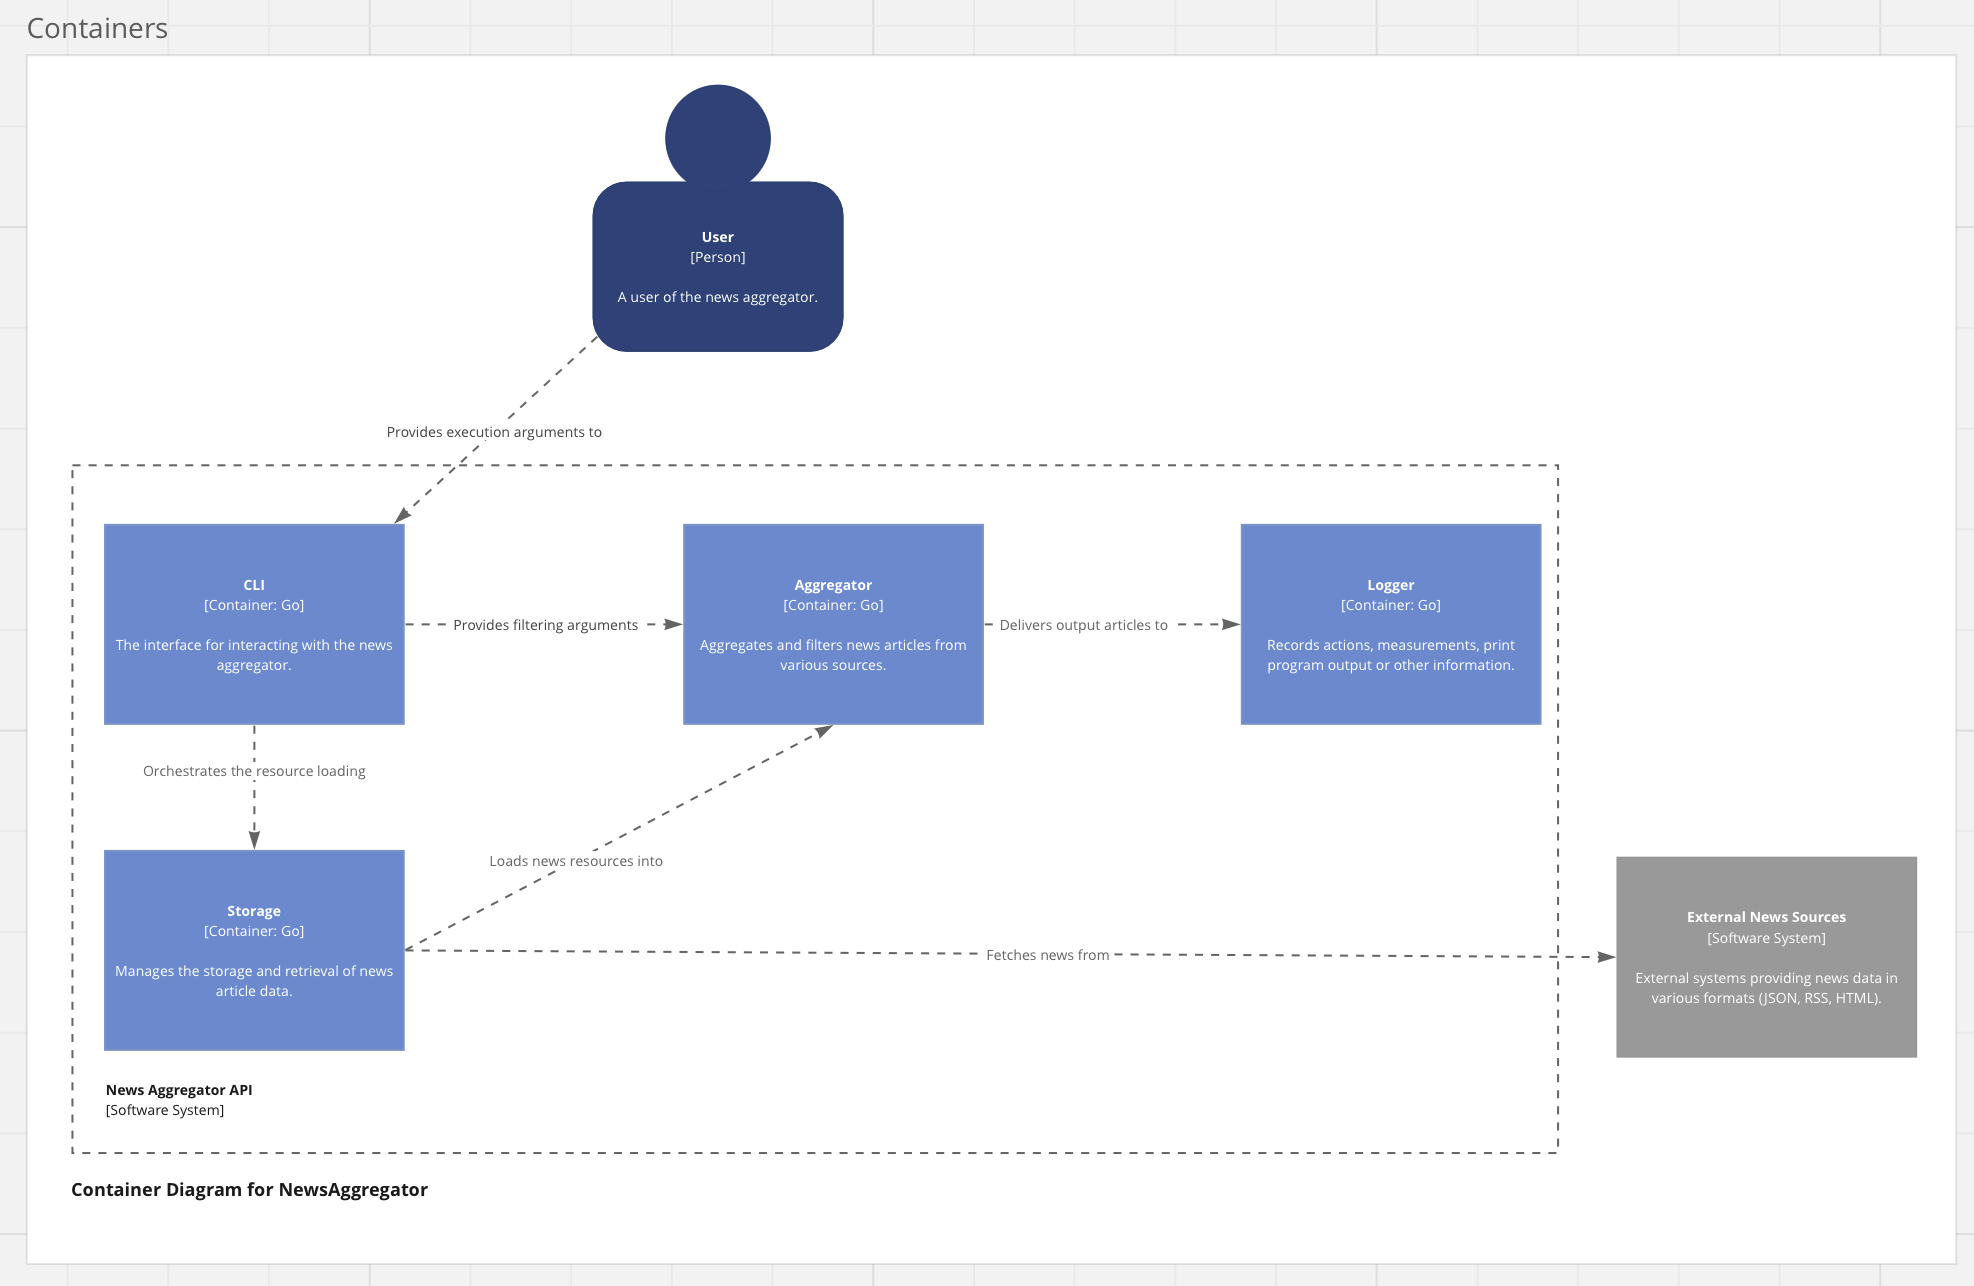 Containers
User
[Person]
A user of the news aggregator.
Provides execution arguments to
CLI
[Container: Go]
The interface for interacting with the news
aggregator.
Provides filtering arguments
Aggregator
[Container: Go]
Aggregates and filters news articles from
various sources.
Delivers output articles to
Logger
[Container: Go]
Records actions, measurements, print
program output or other information.
Orchestrates the resource loading
Loads news resources into
Storage
[Container: Go]
Manages the storage and retrieval of news
article data.
Fetches news from
External News Sources
[Software System]
External systems providing news data in
various formats (JSON, RSS, HTML).
News Aggregator API
[Software System]
Container Diagram for NewsAggregator